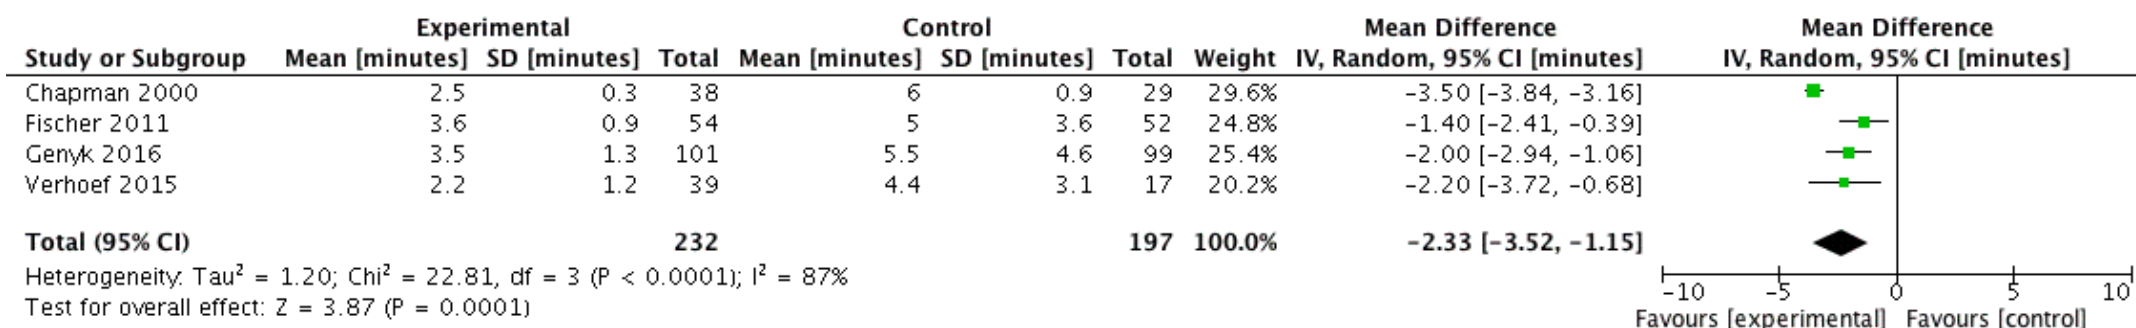 Experimental Control Mean Difference Mean Difference
Study or Subgroup Mean [minutes] SD [minutes] Total Mean [minutes] SD [minutes] Total Weight IV, Random, 95% CI [minutes] IV, Random, 95% CI [minutes]
Chapman 2000 2.5 0.3 38 6 0.9 29 29.6% −3.50 [−3.84, −3.16]
Fischer 2011 3.6 0.9 54 5 3.6 52 24.8% −1.40 [−2.41, −0.39]
Genyk 2016 3.5 1.3 101 5.5 4.6 99 25.4% −2.00 [−2.94, −1.06]
Verhoef 2015 2.2 1.2 39 4.4 3.1 17 20.2% −2.20 [−3.72, −0.68]
Total (95% CI) 232 197 100.0% −2.33 [−3.52, −1.15]
Heterogeneity: Tau² = 1.20; Chi² = 22.81, df = 3 (P < 0.0001); I² = 87%
Test for overall effect: Z = 3.87 (P = 0.0001)
−10 −5 0 5 10
Favours [experimental] Favours [control]